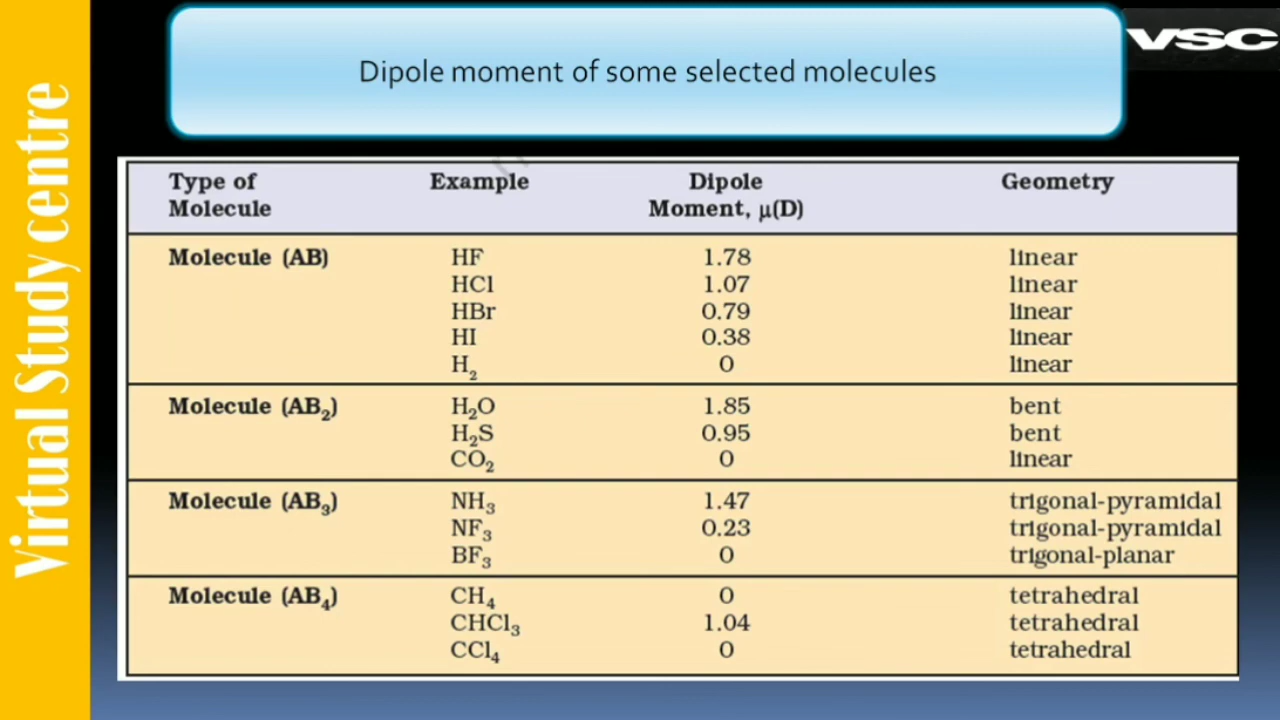 VSC
Dipole moment of some selected molecules
Virtual Study centre
Type of Molecule Example Dipole Moment, μ(D) Geometry
Molecule (AB) HF 1.78 linear
HCl 1.07 linear
HBr 0.79 linear
HI 0.38 linear
H₂ 0 linear
Molecule (AB₂) H₂O 1.85 bent
H₂S 0.95 bent
CO₂ 0 linear
Molecule (AB₃) NH₃ 1.47 trigonal-pyramidal
NF₃ 0.23 trigonal-pyramidal
BF₃ 0 trigonal-planar
Molecule (AB₄) CH₄ 0 tetrahedral
CHCl₃ 1.04 tetrahedral
CCl₄ 0 tetrahedral